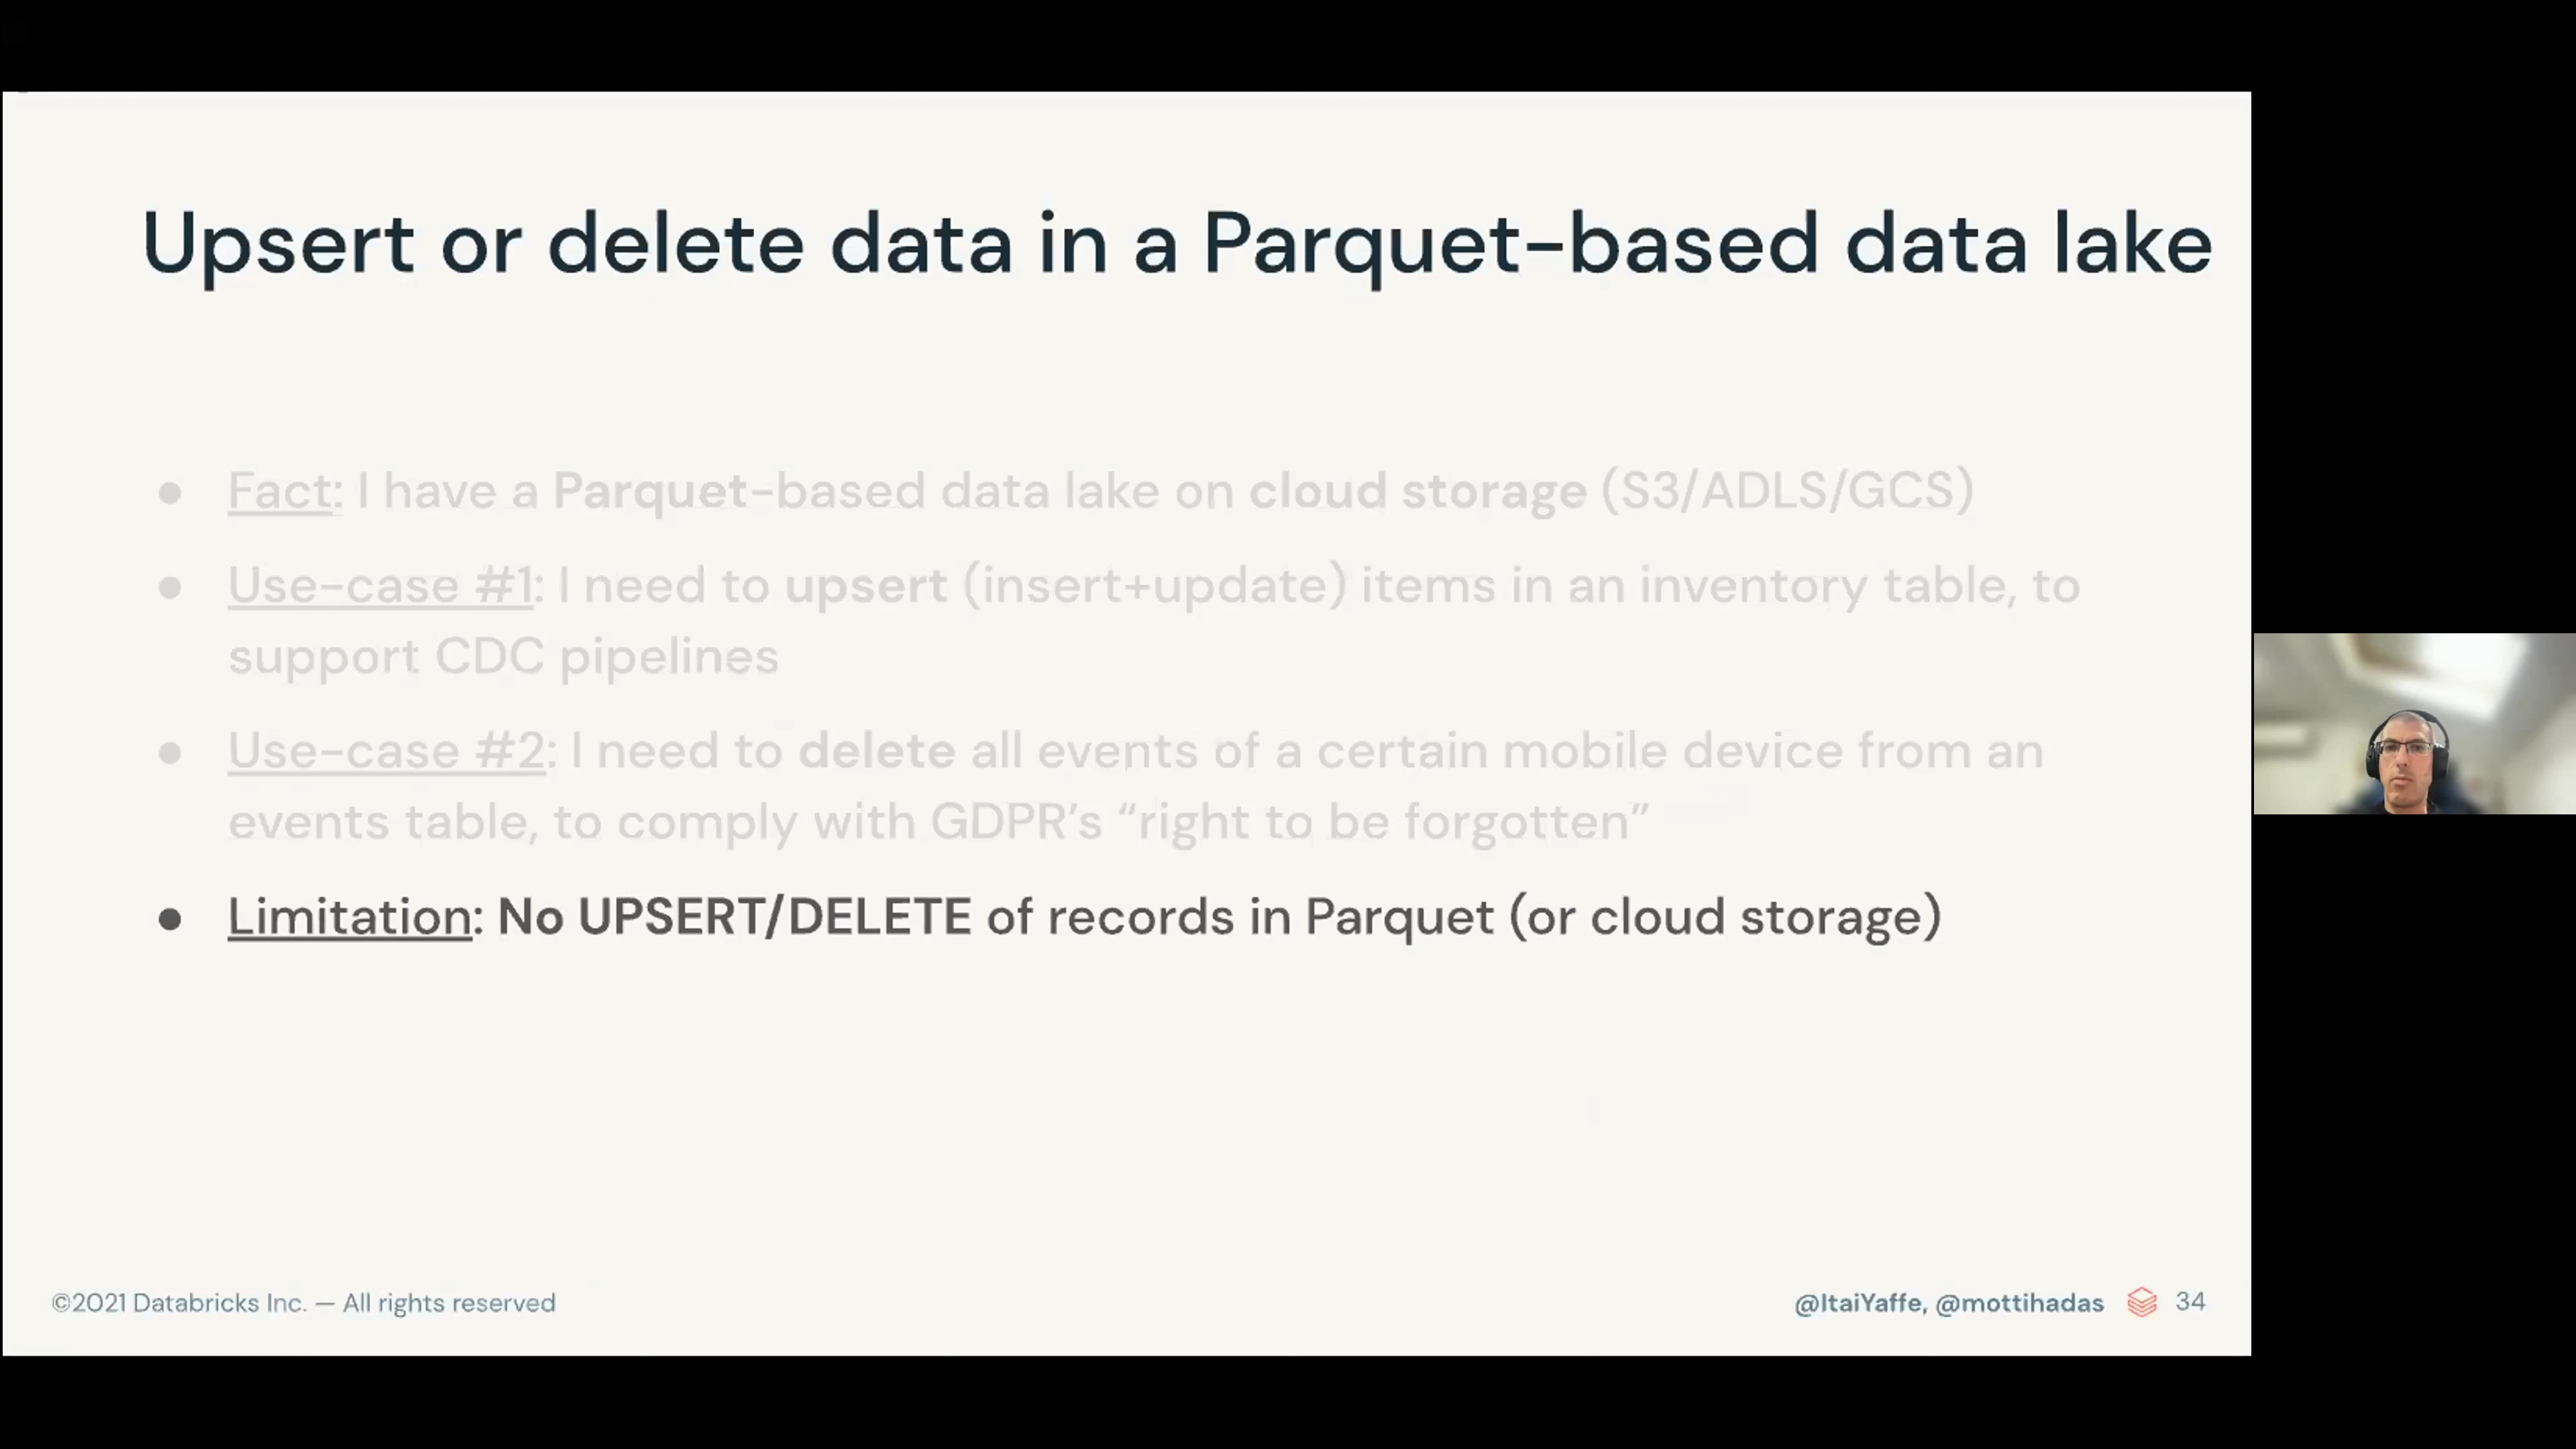 Upsert or delete data in a Parquet-based data lake
● Fact: I have a Parquet-based data lake on cloud storage (S3/ADLS/GCS)
● Use-case #1: I need to upsert (insert+update) items in an inventory table, to
support CDC pipelines
● Use-case #2: I need to delete all events of a certain mobile device from an
events table, to comply with GDPR’s “right to be forgotten”
● Limitation: No UPSERT/DELETE of records in Parquet (or cloud storage)
©2021 Databricks Inc. — All rights reserved
@ItaiYaffe, @mottihadas 34